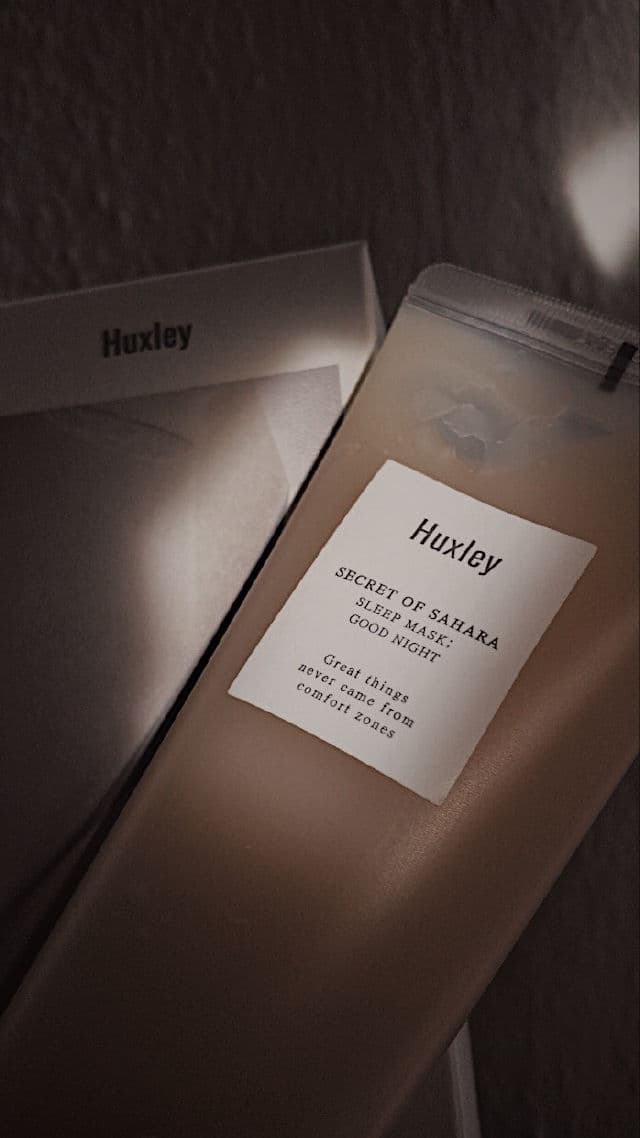 Huxley
Huxley
SECRET OF SAHARA
SLEEP MASK:
GOOD NIGHT
Great things
never came from
comfort zones